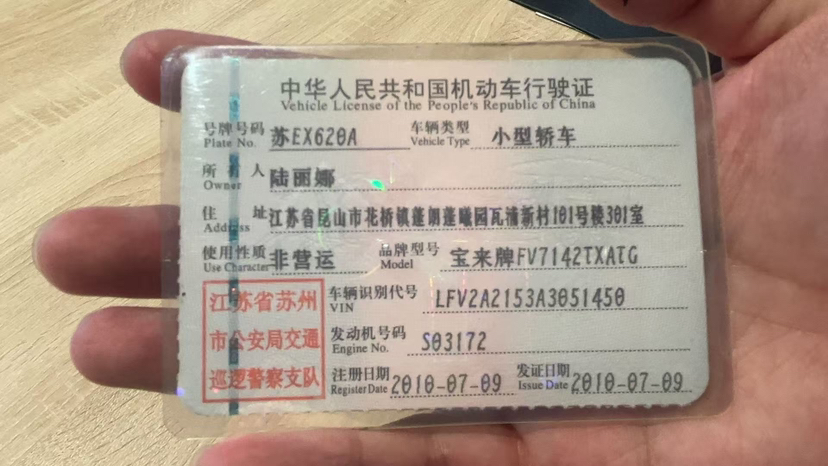 中华人民共和国机动车行驶证
Vehicle License of the People's Republic of China
号牌号码 苏EX620A 车辆类型 小型轿车
Plate No. Vehicle Type
所有人 陆丽娜
Owner
住址 江苏省昆山市花桥镇蓬朗蓬曦园瓦浦新村101号楼301室
Address
使用性质 非营运 品牌型号 宝来牌FV7142TXATG
Use Character Model
江苏省苏州
市公安局交通
巡逻警察支队
车辆识别代号 LFV2A2153A3051450
VIN
发动机号码 S03172
Engine No.
注册日期 2010-07-09 发证日期 2010-07-09
Register Date Issue Date